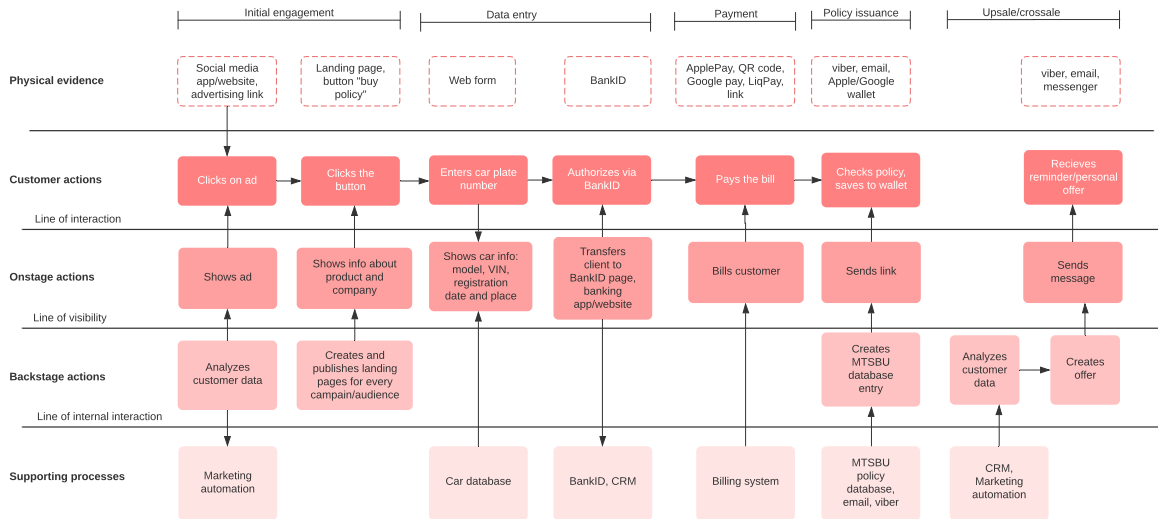 Initial engagement
Data entry
Payment
Policy issuance
Upsale/crossale
Physical evidence
Social media
app/website,
advertising link
Landing page,
button "buy
policy"
Web form
BankID
ApplePay, QR code,
Google pay, LiqPay,
link
viber, email,
Apple/Google
wallet
viber, email,
messenger
Customer actions
Clicks on ad
Clicks the
button
Enters car plate
number
Authorizes via
BankID
Pays the bill
Checks policy,
saves to wallet
Recieves
reminder/personal
offer
Line of interaction
Onstage actions
Shows ad
Shows info about
product and
company
Shows car info:
model, VIN,
registration
date and place
Transfers
client to
BankID page,
banking
app/website
Bills customer
Sends link
Sends
message
Line of visibility
Backstage actions
Analyzes
customer data
Creates and
publishes landing
pages for every
campain/audience
Creates
MTSBU
database
entry
Analyzes
customer
data
Creates
offer
Line of internal interaction
Supporting processes
Marketing
automation
Car database
BankID, CRM
Billing system
MTSBU
policy
database,
email, viber
CRM,
Marketing
automation